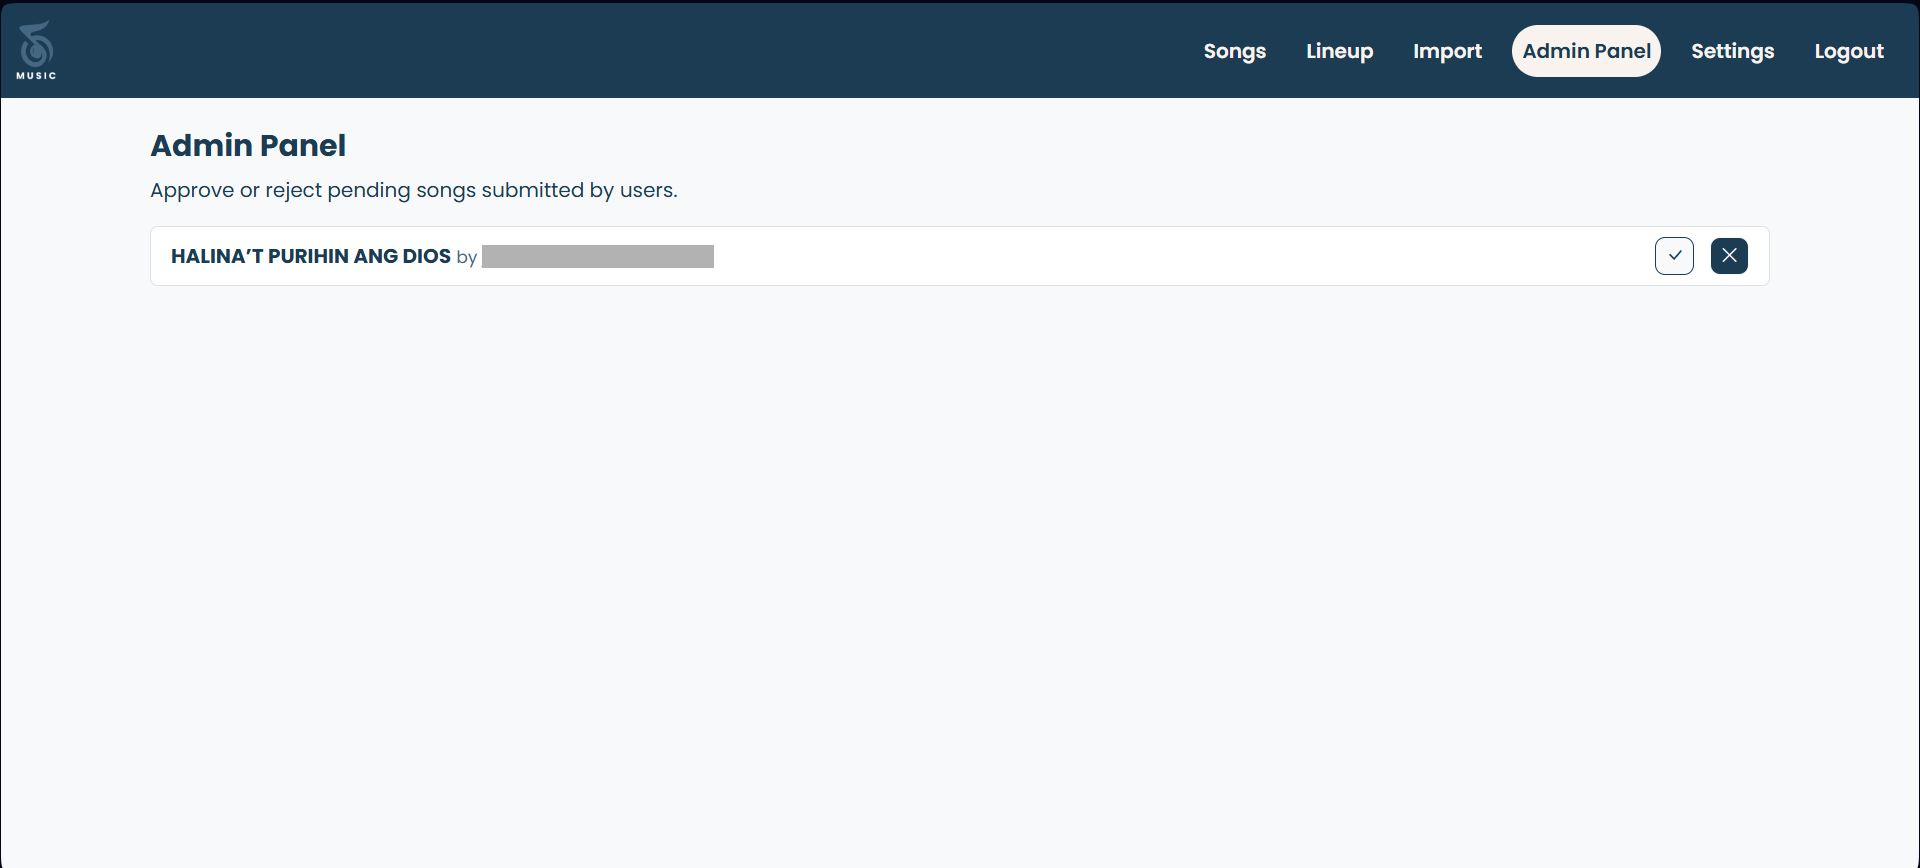 MUSIC
Songs Lineup Import Admin Panel Settings Logout
Admin Panel
Approve or reject pending songs submitted by users.
HALINA’T PURIHIN ANG DIOS by